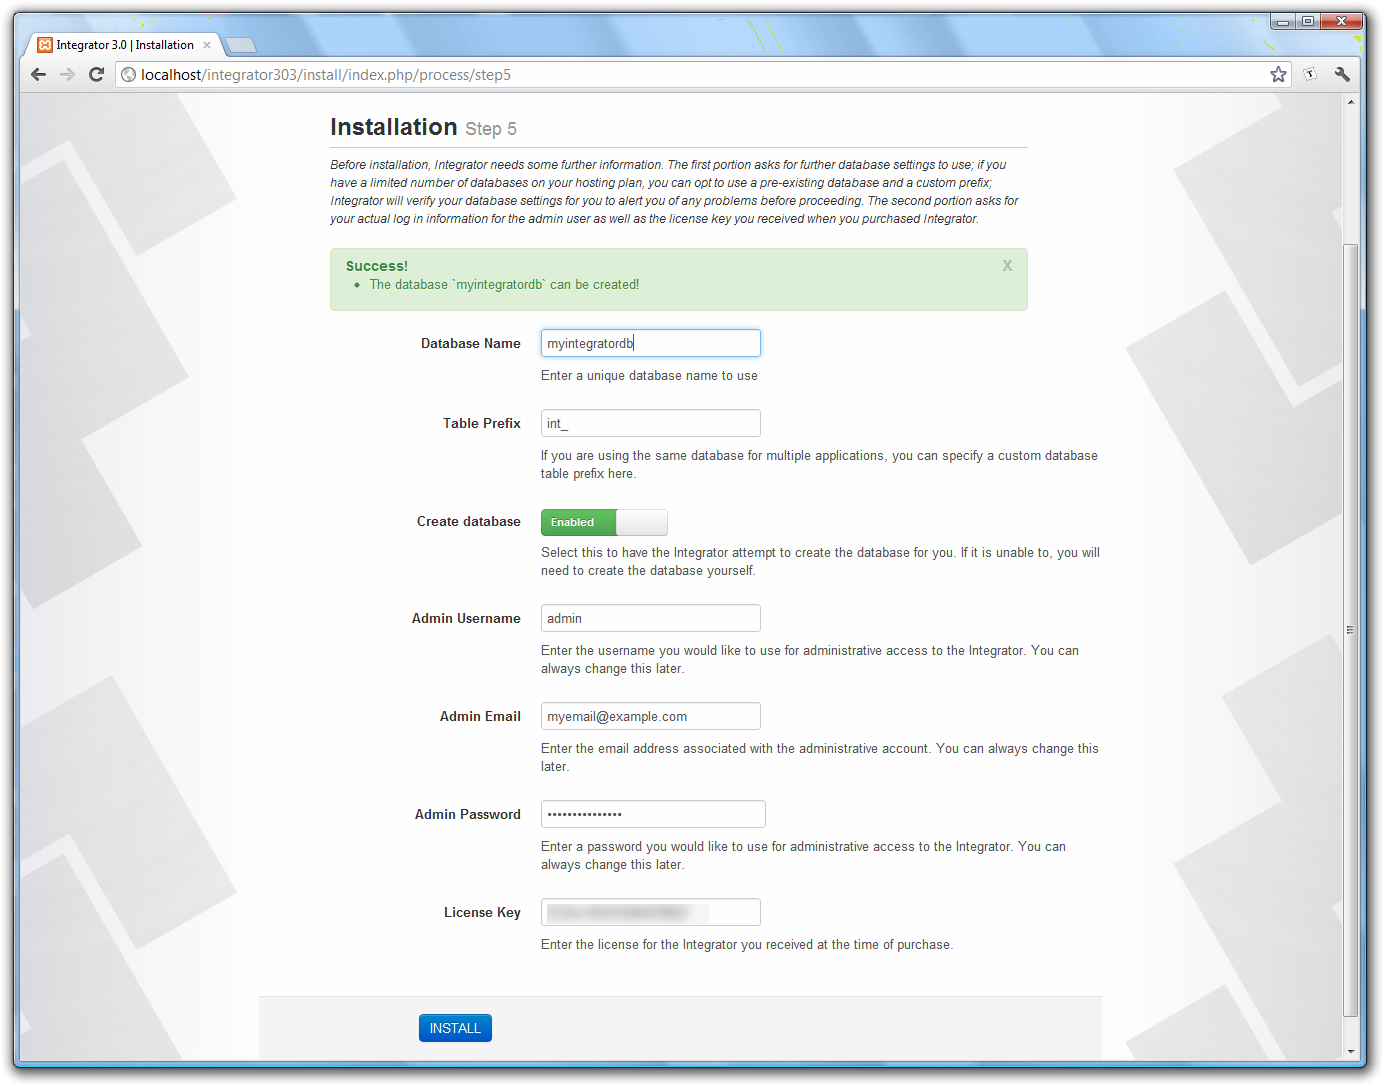 Integrator 3.0 | Installation
localhost/integrator303/install/index.php/process/step5
Installation Step 5
Before installation, Integrator needs some further information. The first portion asks for further database settings to use; if
you have a limited number of databases on your hosting plan, you can opt to use a pre-existing database and a custom prefix;
Integrator will verify your database settings for you to alert you of any problems before proceeding. The second portion asks for
your actual log in information for the admin user as well as the license key you received when you purchased Integrator.
Success! X
• The database `myintegratordb` can be created!
Database Name myintegratordb
Enter a unique database name to use
Table Prefix int_
If you are using the same database for multiple applications, you can specify a custom database
table prefix here.
Create database Enabled
Select this to have the Integrator attempt to create the database for you. If it is unable to, you will
need to create the database yourself.
Admin Username admin
Enter the username you would like to use for administrative access to the Integrator. You can
always change this later.
Admin Email myemail@example.com
Enter the email address associated with the administrative account. You can always change this
later.
Admin Password •••••••••••••••
Enter a password you would like to use for administrative access to the Integrator. You can
always change this later.
License Key
Enter the license for the Integrator you received at the time of purchase.
INSTALL